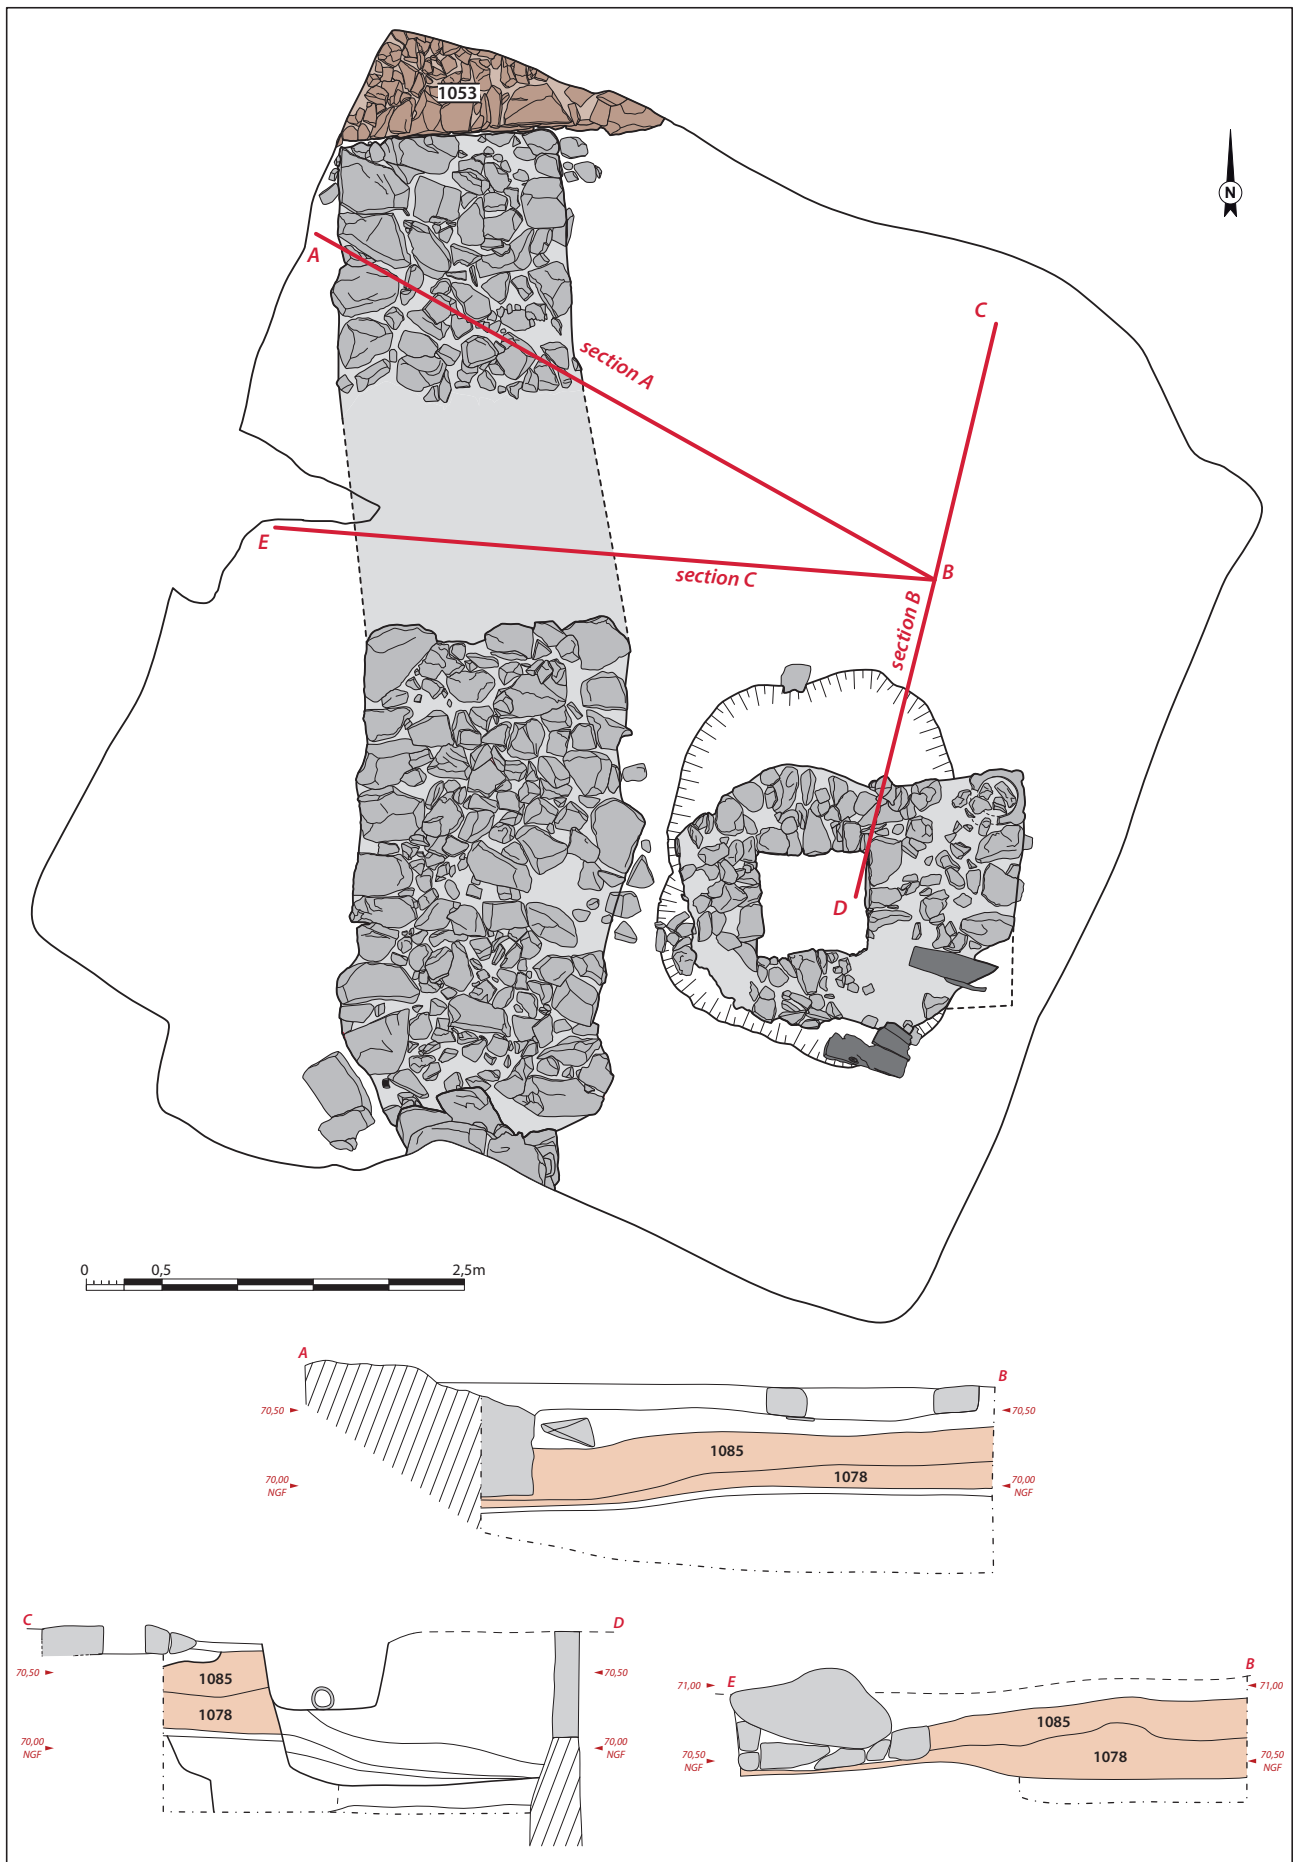 1053
N
A
section A
C
E
section C
B
section B
D
0 0,5 2,5m
A
B
70,50 70,50
1085
1078
70,00 70,00
NGF NGF
C
D
70,50 70,50
1085
1078
70,00 70,00
NGF NGF
E
B
71,00 71,00
1085
1078
70,50 70,50
NGF NGF